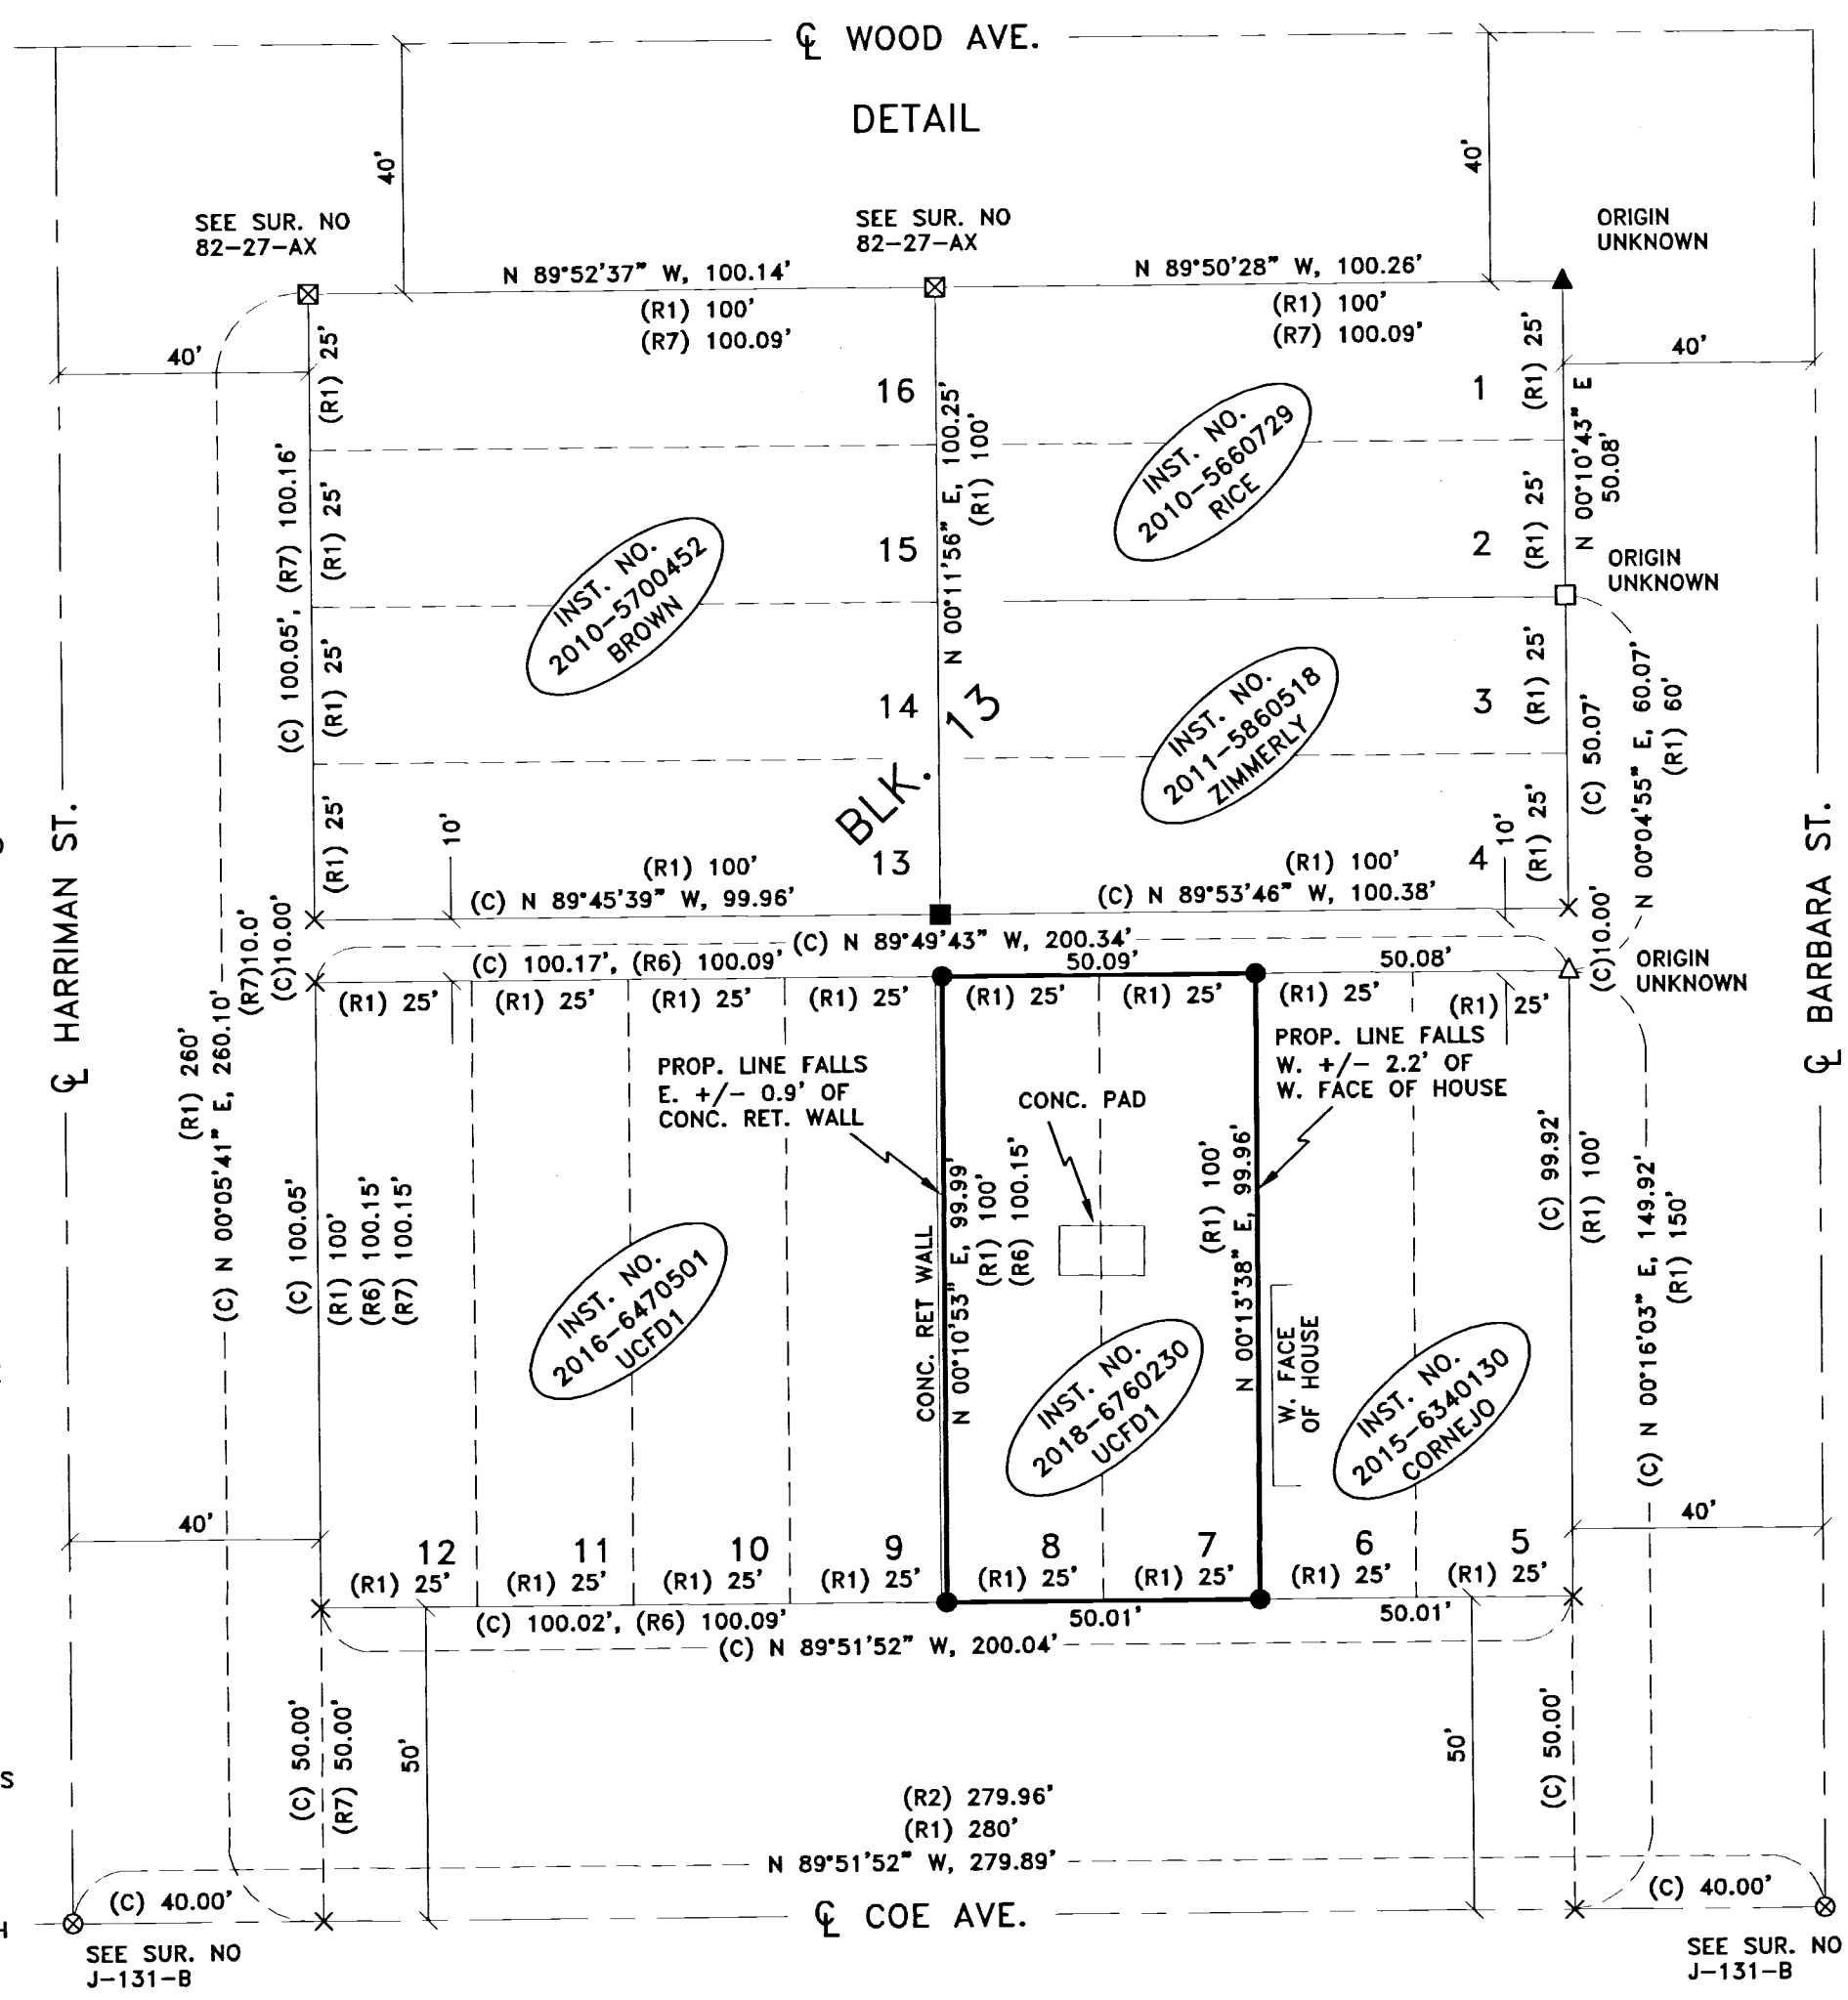 ℄ WOOD AVE.
DETAIL
40'
40'
SEE SUR. NO
82-27-AX
SEE SUR. NO
82-27-AX
ORIGIN
UNKNOWN
N 89°52'37" W, 100.14'
(R1) 100'
(R7) 100.09'
N 89°50'28" W, 100.26'
(R1) 100'
(R7) 100.09'
40'
40'
(R1) 25'
(R1) 25'
(R1) 25'
(R1) 25'
(C) 100.05', (R7) 100.16'
16
15
14
13
N 00°11'56" E, 100.25'
(R1) 100'
1
2
3
4
(R1) 25'
(R1) 25'
(R1) 25'
(R1) 25'
N 00°10'43" E
50.08'
INST. NO.
2010-5660729
RICE
INST. NO.
2010-5700452
BROWN
INST. NO.
2011-5860518
ZIMMERLY
ORIGIN
UNKNOWN
(C) 50.07'
N 00°04'55" E, 60.07'
(R1) 60'
BLK. 13
℄ HARRIMAN ST.
℄ BARBARA ST.
10'
10'
(R1) 100'
(C) N 89°45'39" W, 99.96'
(R1) 100'
(C) N 89°53'46" W, 100.38'
(R7)10.0'
(C)10.00'
(C)10.00'
ORIGIN
UNKNOWN
(C) N 89°49'43" W, 200.34'
(C) 100.17', (R6) 100.09'
50.09'
50.08'
(R1) 25'
(R1) 25'
(R1) 25'
(R1) 25'
(R1) 25'
(R1) 25'
(R1) 25'
(R1) 25'
PROP. LINE FALLS
E. +/- 0.9' OF
CONC. RET. WALL
CONC. PAD
PROP. LINE FALLS
W. +/- 2.2' OF
W. FACE OF HOUSE
(R1) 260'
(C) N 00°05'41" E, 260.10'
(C) 100.05'
(R1) 100'
(R6) 100.15'
(R7) 100.15'
CONC. RET WALL
N 00°10'53" E, 99.99'
(R1) 100'
(R6) 100.15'
(R1) 100'
N 00°13'38" E, 99.96'
W. FACE
OF HOUSE
(C) 99.92'
(R1) 100'
(C) N 00°16'03" E, 149.92'
(R1) 150'
INST. NO.
2016-6470501
UCFD1
INST. NO.
2018-6760230
UCFD1
INST. NO.
2015-6340130
CORNEJO
40'
40'
12
11
10
9
8
7
6
5
(R1) 25'
(R1) 25'
(R1) 25'
(R1) 25'
(R1) 25'
(R1) 25'
(R1) 25'
(R1) 25'
(C) 100.02', (R6) 100.09'
50.01'
50.01'
(C) N 89°51'52" W, 200.04'
(C) 50.00'
(R7) 50.00'
50'
50'
(C) 50.00'
S
(R2) 279.96'
(R1) 280'
N 89°51'52" W, 279.89'
(C) 40.00'
(C) 40.00'
℄ COE AVE.
H
SEE SUR. NO
J-131-B
SEE SUR. NO
J-131-B